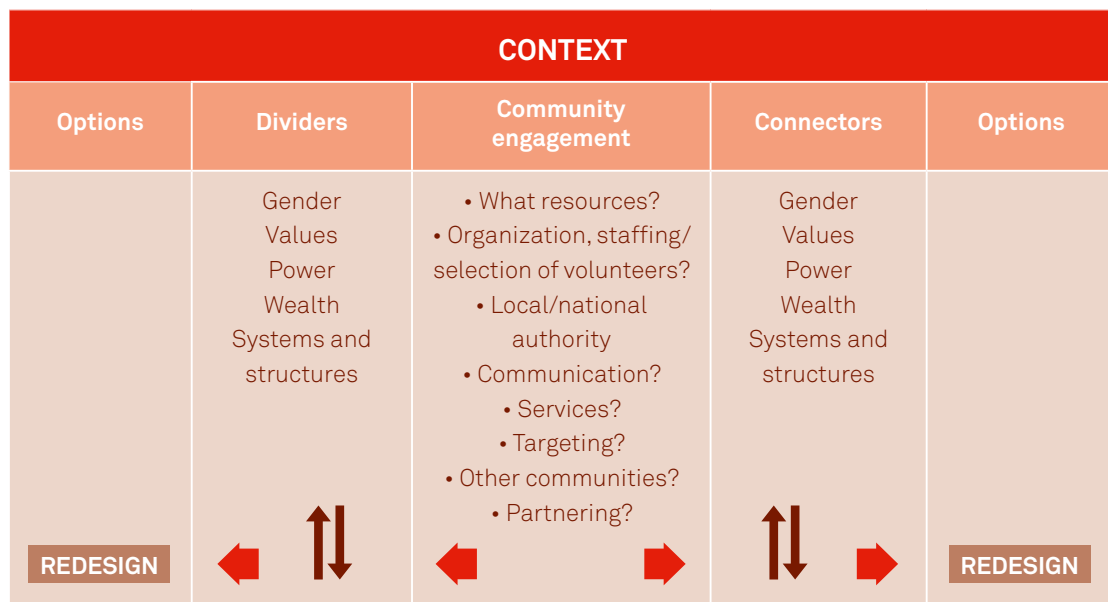 CONTEXT
Options
Dividers
Community
engagement
Connectors
Options
Gender
Values
Power
Wealth
Systems and
structures
• What resources?
• Organization, staffing/
selection of volunteers?
• Local/national
authority
• Communication?
• Services?
• Targeting?
• Other communities?
• Partnering?
Gender
Values
Power
Wealth
Systems and
structures
REDESIGN
REDESIGN